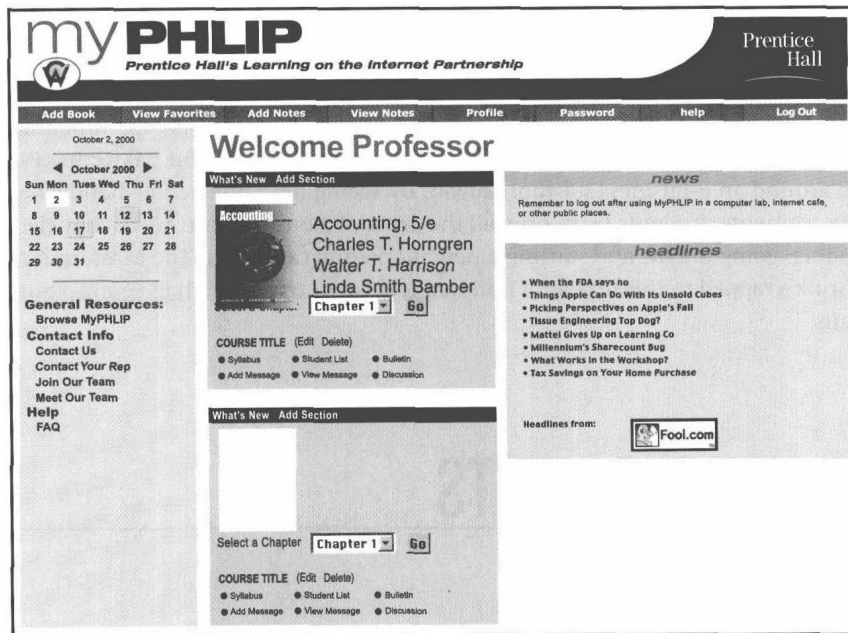 my PHLIP
Prentice Hall's Learning on the Internet Partnership
Prentice
Hall
Add Book View Favorites Add Notes View Notes Profile Password help Log Out
October 2, 2000
October 2000
Sun Mon Tues Wed Thu Fri Sat
1 2 3 4 5 6 7
8 9 10 11 12 13 14
15 16 17 18 19 20 21
22 23 24 25 26 27 28
29 30 31
General Resources:
Browse MyPHLIP
Contact Info
Contact Us
Contact Your Rep
Join Our Team
Meet Our Team
Help
FAQ
Welcome Professor
What's New Add Section
Accounting
Accounting, 5/e
Charles T. Horngren
Walter T. Harrison
Linda Smith Bamber
Select a Chapter Chapter 1 Go
COURSE TITLE (Edit Delete)
Syllabus Student List Bulletin
Add Message View Message Discussion
What's New Add Section
Select a Chapter Chapter 1 Go
COURSE TITLE (Edit Delete)
Syllabus Student List Bulletin
Add Message View Message Discussion
news
Remember to log out after using MyPHLIP in a computer lab, internet cafe,
or other public places.
headlines
• When the FDA says no
• Things Apple Can Do With Its Unsold Cubes
• Picking Perspectives on Apple's Fall
• Tissue Engineering Top Dog?
• Mattel Gives Up on Learning Co
• Millennium's Sharecount Bug
• What Works in the Workshop?
• Tax Savings on Your Home Purchase
Headlines from:
Fool.com